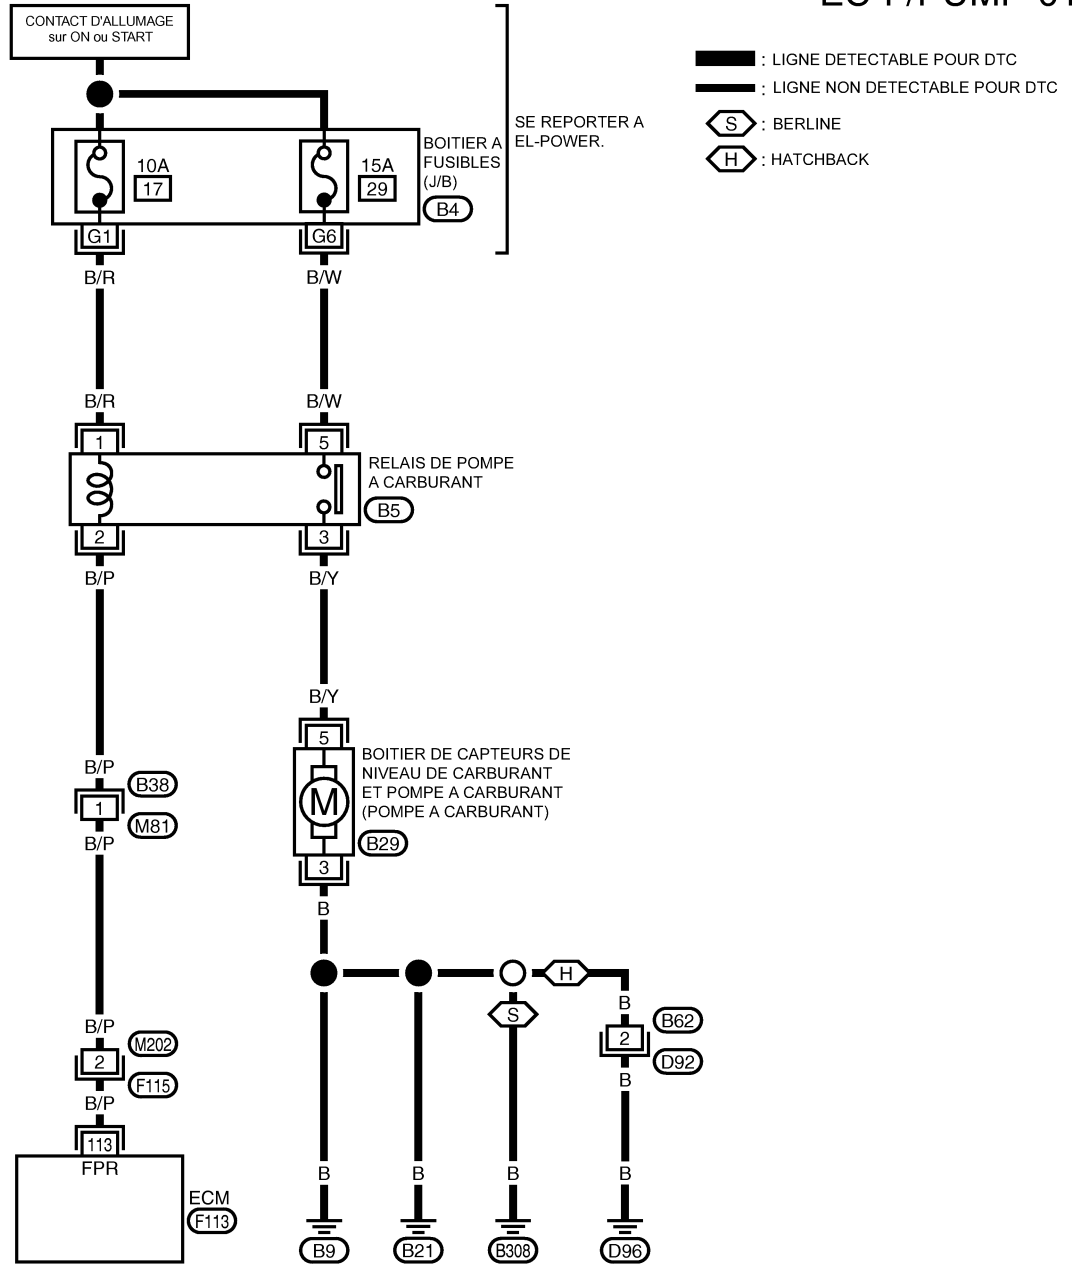 CONTACT D'ALLUMAGE
sur ON ou START
: LIGNE DETECTABLE POUR DTC
: LIGNE NON DETECTABLE POUR DTC
S : BERLINE
H : HATCHBACK
SE REPORTER A
EL-POWER.
BOITIER A
FUSIBLES
(J/B)
B4
10A
17
15A
29
G1
G6
B/R
B/W
B/R
B/W
1
5
RELAIS DE POMPE
A CARBURANT
B5
2
3
B/P
B/Y
B/Y
5
BOITIER DE CAPTEURS DE
NIVEAU DE CARBURANT
ET POMPE A CARBURANT
(POMPE A CARBURANT)
M
B29
3
B/P
B38
1
M81
B/P
B
H
S
B
B62
2
D92
B
B/P
M202
2
F115
B/P
113
FPR
ECM
F113
B
B
B
B
B9
B21
B308
D96